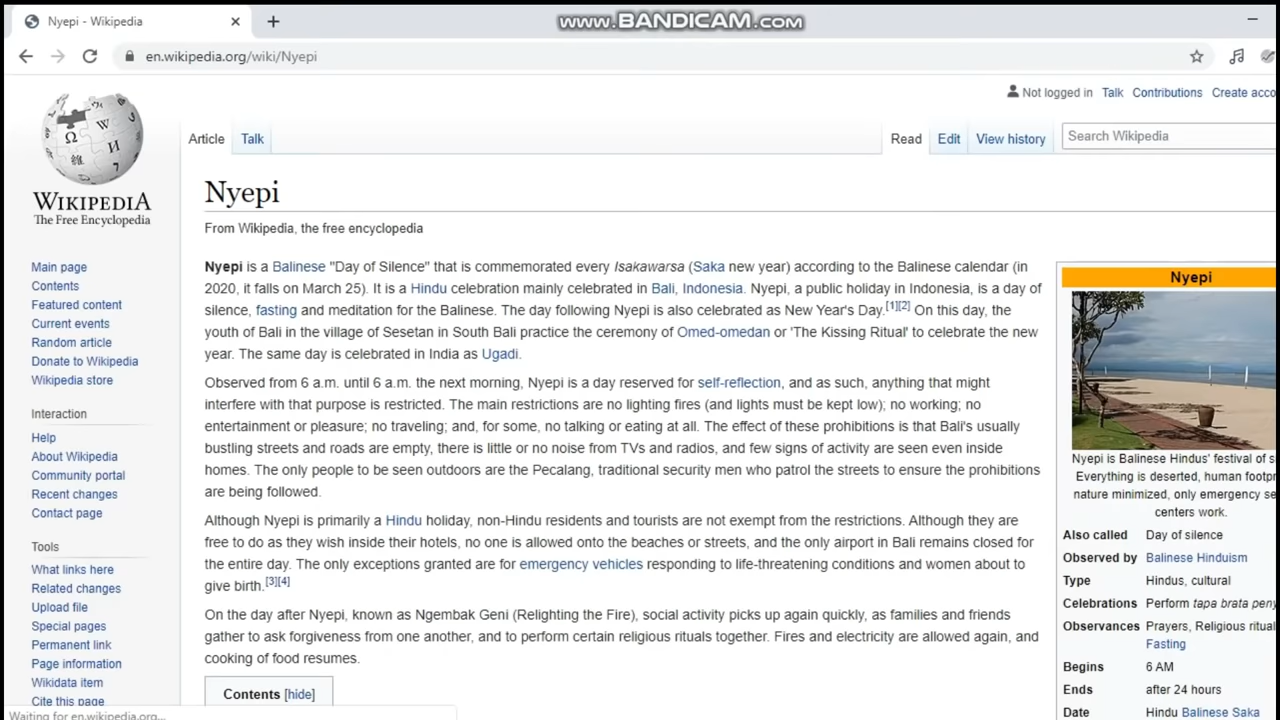 Nyepi - Wikipedia
www.BANDICAM.com
en.wikipedia.org/wiki/Nyepi
Not logged in Talk Contributions Create acco
Article Talk
Read Edit View history
Search Wikipedia
WIKIPEDIA
The Free Encyclopedia
Main page
Contents
Featured content
Current events
Random article
Donate to Wikipedia
Wikipedia store
Interaction
Help
About Wikipedia
Community portal
Recent changes
Contact page
Tools
What links here
Related changes
Upload file
Special pages
Permanent link
Page information
Wikidata item
Cite this page
Waiting for en.wikipedia.org...
Nyepi
From Wikipedia, the free encyclopedia
Nyepi is a Balinese "Day of Silence" that is commemorated every Isakawarsa (Saka new year) according to the Balinese calendar (in
2020, it falls on March 25). It is a Hindu celebration mainly celebrated in Bali, Indonesia. Nyepi, a public holiday in Indonesia, is a day of
silence, fasting and meditation for the Balinese. The day following Nyepi is also celebrated as New Year's Day.[1][2] On this day, the
youth of Bali in the village of Sesetan in South Bali practice the ceremony of Omed-omedan or 'The Kissing Ritual' to celebrate the new
year. The same day is celebrated in India as Ugadi.
Observed from 6 a.m. until 6 a.m. the next morning, Nyepi is a day reserved for self-reflection, and as such, anything that might
interfere with that purpose is restricted. The main restrictions are no lighting fires (and lights must be kept low); no working; no
entertainment or pleasure; no traveling; and, for some, no talking or eating at all. The effect of these prohibitions is that Bali's usually
bustling streets and roads are empty, there is little or no noise from TVs and radios, and few signs of activity are seen even inside
homes. The only people to be seen outdoors are the Pecalang, traditional security men who patrol the streets to ensure the prohibitions
are being followed.
Although Nyepi is primarily a Hindu holiday, non-Hindu residents and tourists are not exempt from the restrictions. Although they are
free to do as they wish inside their hotels, no one is allowed onto the beaches or streets, and the only airport in Bali remains closed for
the entire day. The only exceptions granted are for emergency vehicles responding to life-threatening conditions and women about to
give birth.[3][4]
On the day after Nyepi, known as Ngembak Geni (Relighting the Fire), social activity picks up again quickly, as families and friends
gather to ask forgiveness from one another, and to perform certain religious rituals together. Fires and electricity are allowed again, and
cooking of food resumes.
Contents [hide]
Nyepi
Nyepi is Balinese Hindus' festival of s
Everything is deserted, human footpr
nature minimized, only emergency se
centers work.
Also called Day of silence
Observed by Balinese Hinduism
Type Hindus, cultural
Celebrations Perform tapa brata peny
Observances Prayers, Religious ritual
Fasting
Begins 6 AM
Ends after 24 hours
Date Hindu Balinese Saka